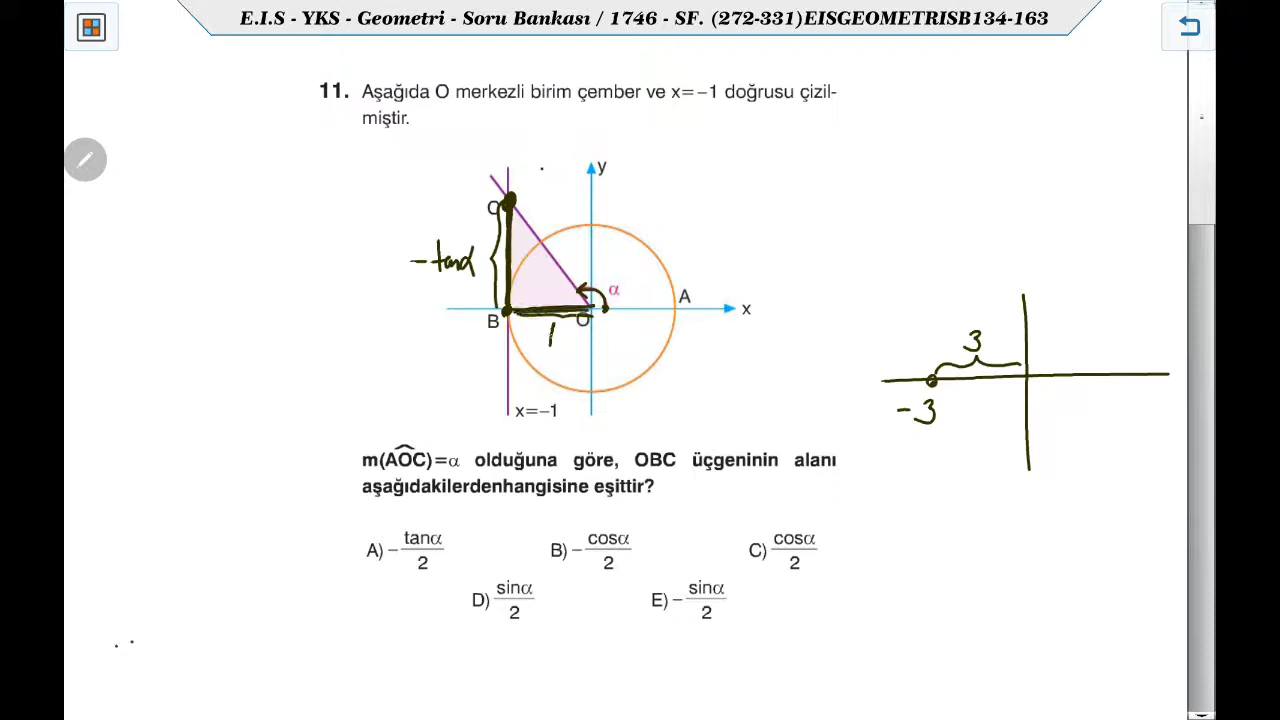 E.I.S - YKS - Geometri - Soru Bankası / 1746 - SF. (272-331)EISGEOMETRISB134-163
11. Aşağıda O merkezli birim çember ve x=−1 doğrusu çizil-
miştir.
y
C
-tanα
α
A
B
O
x
1
x=−1
3
-3
m(AOC)=α olduğuna göre, OBC üçgeninin alanı
aşağıdakilerdenhangisine eşittir?
A) − tanα/2 B) − cosα/2 C) cosα/2
D) sinα/2 E) − sinα/2